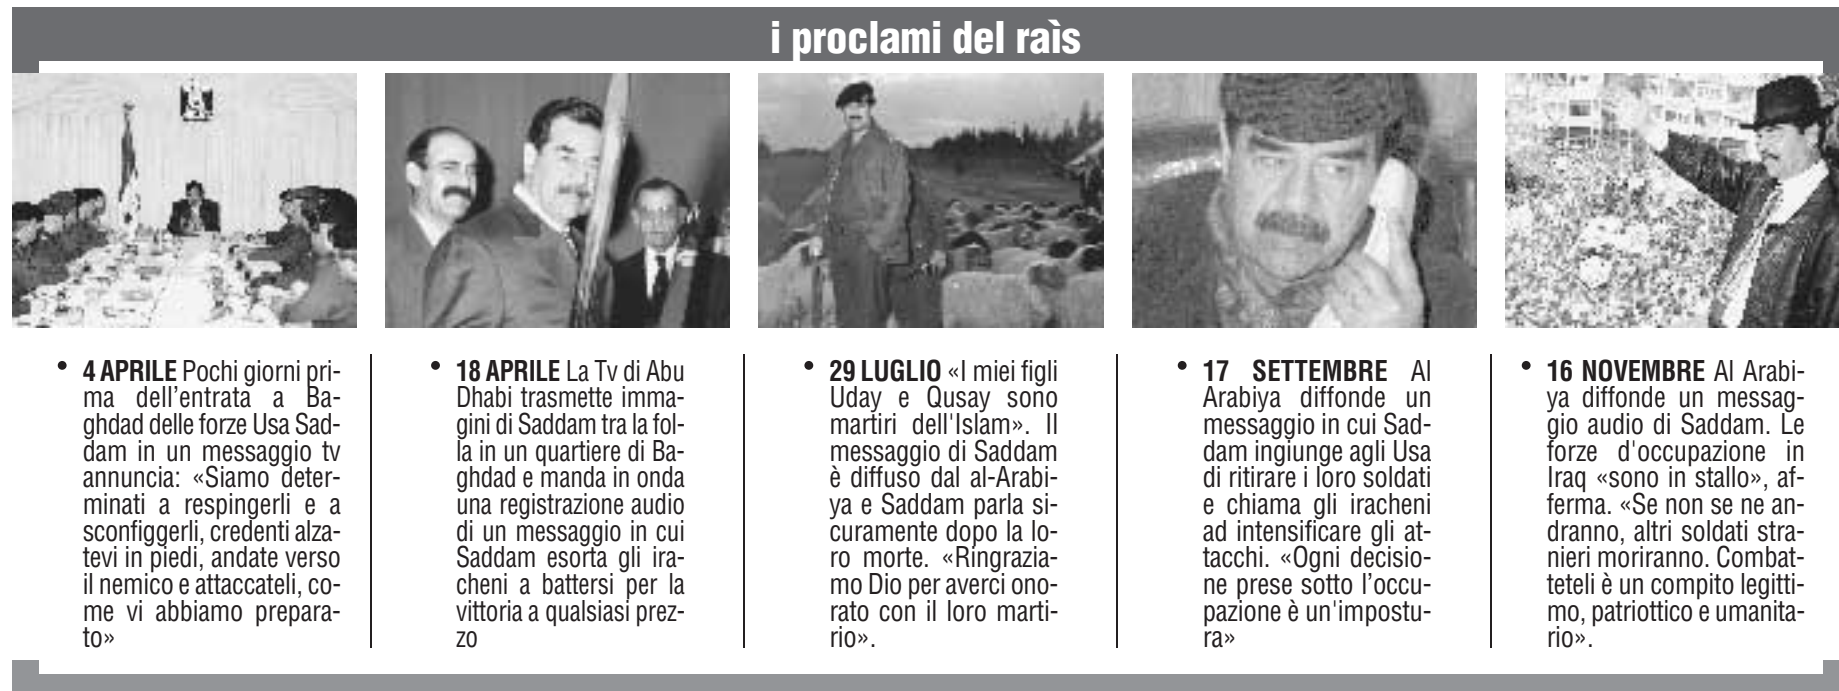 i proclami del raìs
• 4 APRILE Pochi giorni pri-
ma dell'entrata a Ba-
ghdad delle forze Usa Sad-
dam in un messaggio tv
annuncia: «Siamo deter-
minati a respingerli e a
sconfiggerli, credenti alza-
tevi in piedi, andate verso
il nemico e attaccateli, co-
me vi abbiamo prepara-
to»
• 18 APRILE La Tv di Abu
Dhabi trasmette imma-
gini di Saddam tra la fol-
la in un quartiere di Ba-
ghdad e manda in onda
una registrazione audio
di un messaggio in cui
Saddam esorta gli ira-
cheni a battersi per la
vittoria a qualsiasi prez-
zo
• 29 LUGLIO «I miei figli
Uday e Qusay sono
martiri dell'Islam». Il
messaggio di Saddam
è diffuso dal al-Arabi-
ya e Saddam parla si-
curamente dopo la lo-
ro morte. «Ringrazia-
mo Dio per averci ono-
rato con il loro marti-
rio».
• 17 SETTEMBRE Al
Arabiya diffonde un
messaggio in cui Sad-
dam ingiunge agli Usa
di ritirare i loro soldati
e chiama gli iracheni
ad intensificare gli at-
tacchi. «Ogni decisio-
ne prese sotto l'occu-
pazione è un'impostu-
ra»
• 16 NOVEMBRE Al Arabi-
ya diffonde un messag-
gio audio di Saddam. Le
forze d'occupazione in
Iraq «sono in stallo», af-
ferma. «Se non se ne an-
dranno, altri soldati stra-
nieri moriranno. Combat-
teteli è un compito legitti-
mo, patriottico e umanita-
rio».